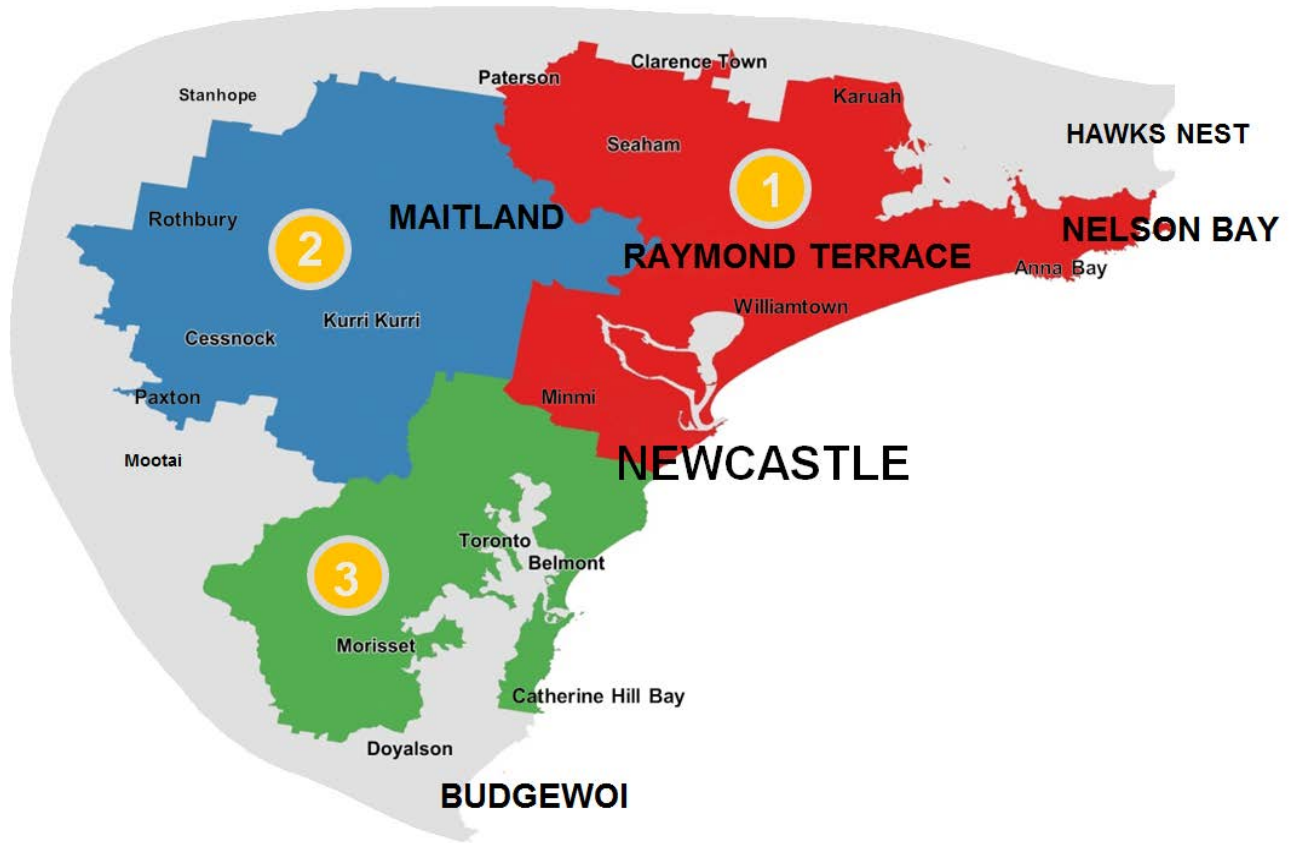 Clarence Town
Paterson
Stanhope
Karuah
HAWKS NEST
Seaham
1
Rothbury
MAITLAND
2
NELSON BAY
RAYMOND TERRACE
Anna Bay
Williamtown
Kurri Kurri
Cessnock
Paxton
Minmi
Mootai
NEWCASTLE
Toronto
Belmont
3
Morisset
Catherine Hill Bay
Doyalson
BUDGEWOI